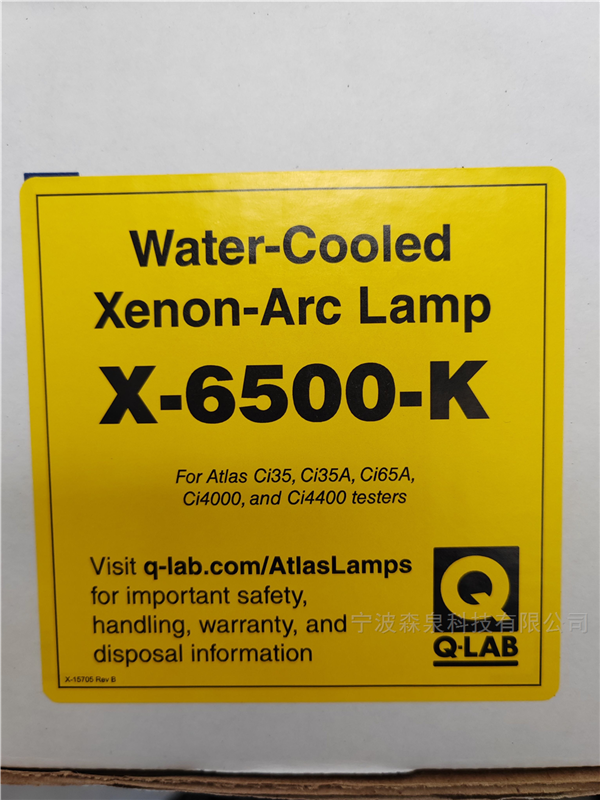 Water-Cooled
Xenon-Arc Lamp
X-6500-K
For Atlas Ci35, Ci35A, Ci65A,
Ci4000, and Ci4400 testers
Visit q-lab.com/AtlasLamps
for important safety,
handling, warranty, and
disposal information
Q-LAB
X-15705 Rev B
宁波森泉科技有限公司